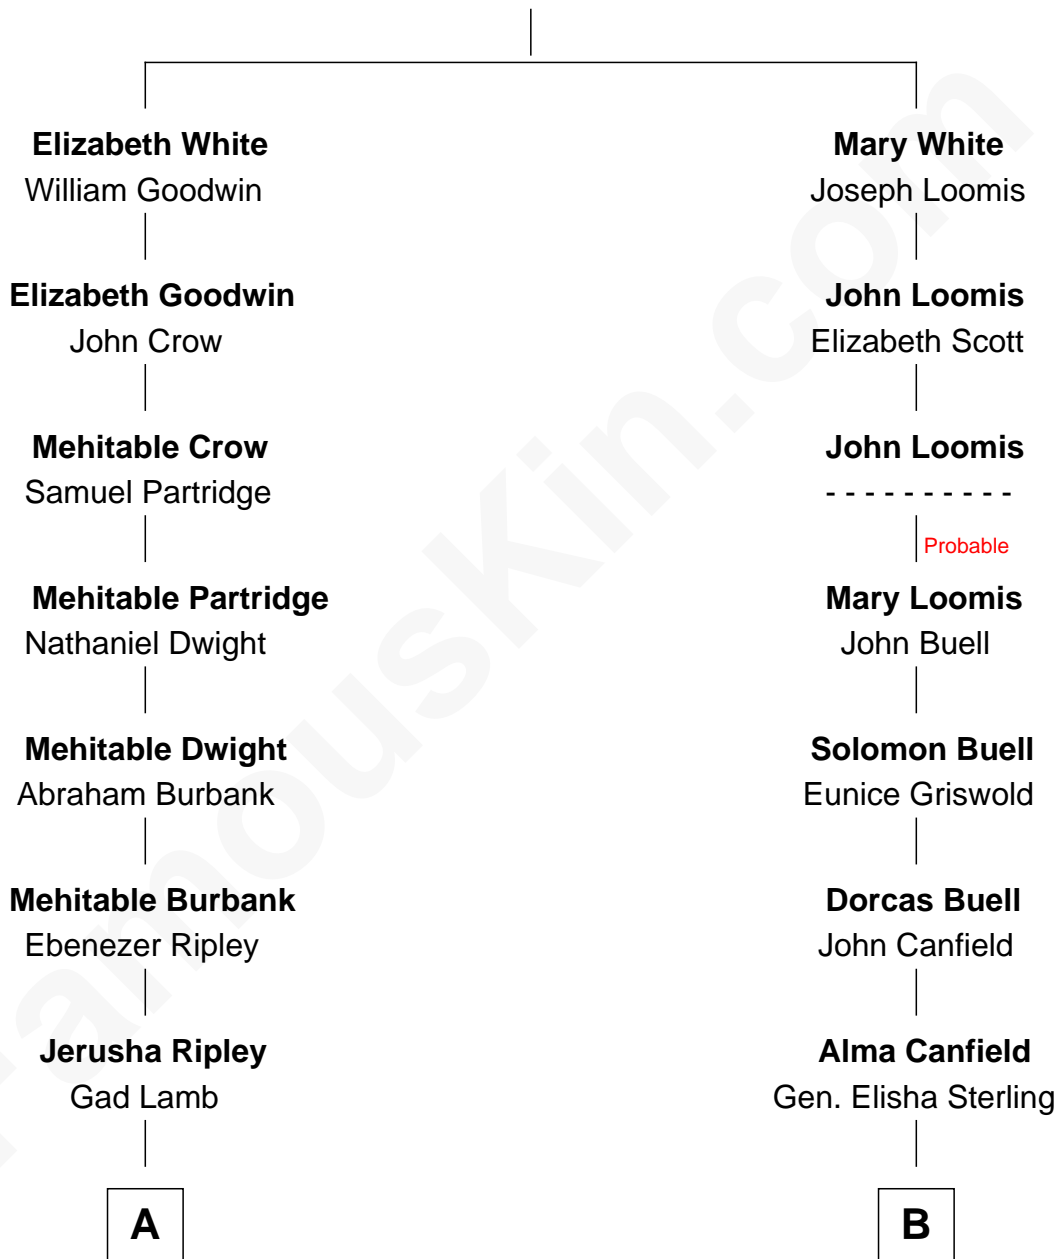 Elizabeth White
William Goodwin
Elizabeth Goodwin
John Crow
Mehitable Crow
Samuel Partridge
Mehitable Partridge
Nathaniel Dwight
Mehitable Dwight
Abraham Burbank
Mehitable Burbank
Ebenezer Ripley
Jerusha Ripley
Gad Lamb
A
Mary White
Joseph Loomis
John Loomis
Elizabeth Scott
John Loomis
- - - - - - - - - -
Probable
Mary Loomis
John Buell
Solomon Buell
Eunice Griswold
Dorcas Buell
John Canfield
Alma Canfield
Gen. Elisha Sterling
B
FamousKin.com